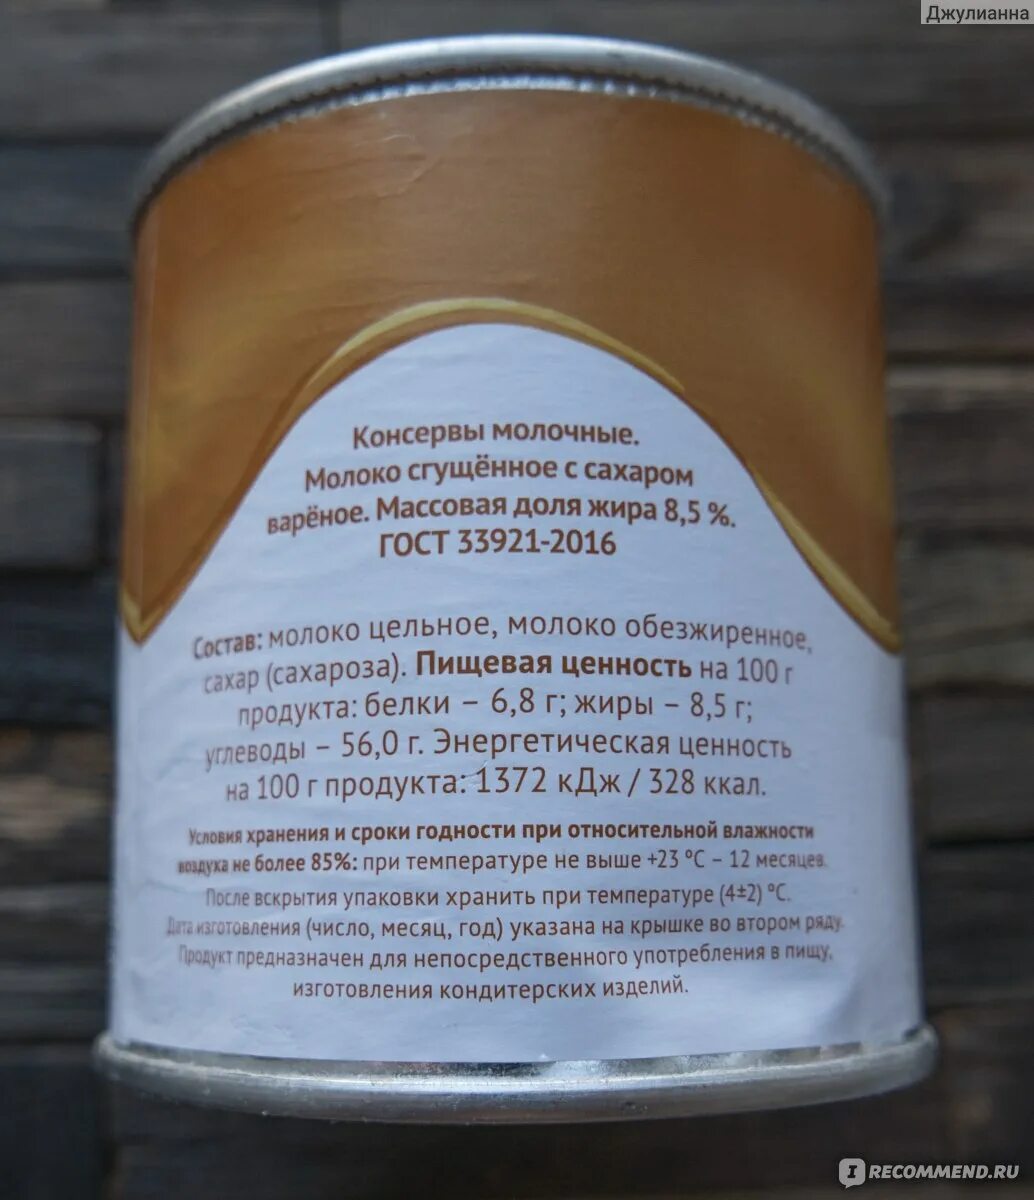 Джулианна
Консервы молочные.
Молоко сгущённое с сахаром
варёное. Массовая доля жира 8,5 %.
ГОСТ 33921-2016
Состав: молоко цельное, молоко обезжиренное,
сахар (сахароза). Пищевая ценность на 100 г
продукта: белки – 6,8 г; жиры – 8,5 г;
углеводы – 56,0 г. Энергетическая ценность
на 100 г продукта: 1372 кДж / 328 ккал.
Условия хранения и сроки годности при относительной влажности
воздуха не более 85%: при температуре не выше +23 °С – 12 месяцев.
После вскрытия упаковки хранить при температуре (4±2) °С.
Дата изготовления (число, месяц, год) указана на крышке во втором ряду.
Продукт предназначен для непосредственного употребления в пищу,
изготовления кондитерских изделий.
RECOMMEND.RU